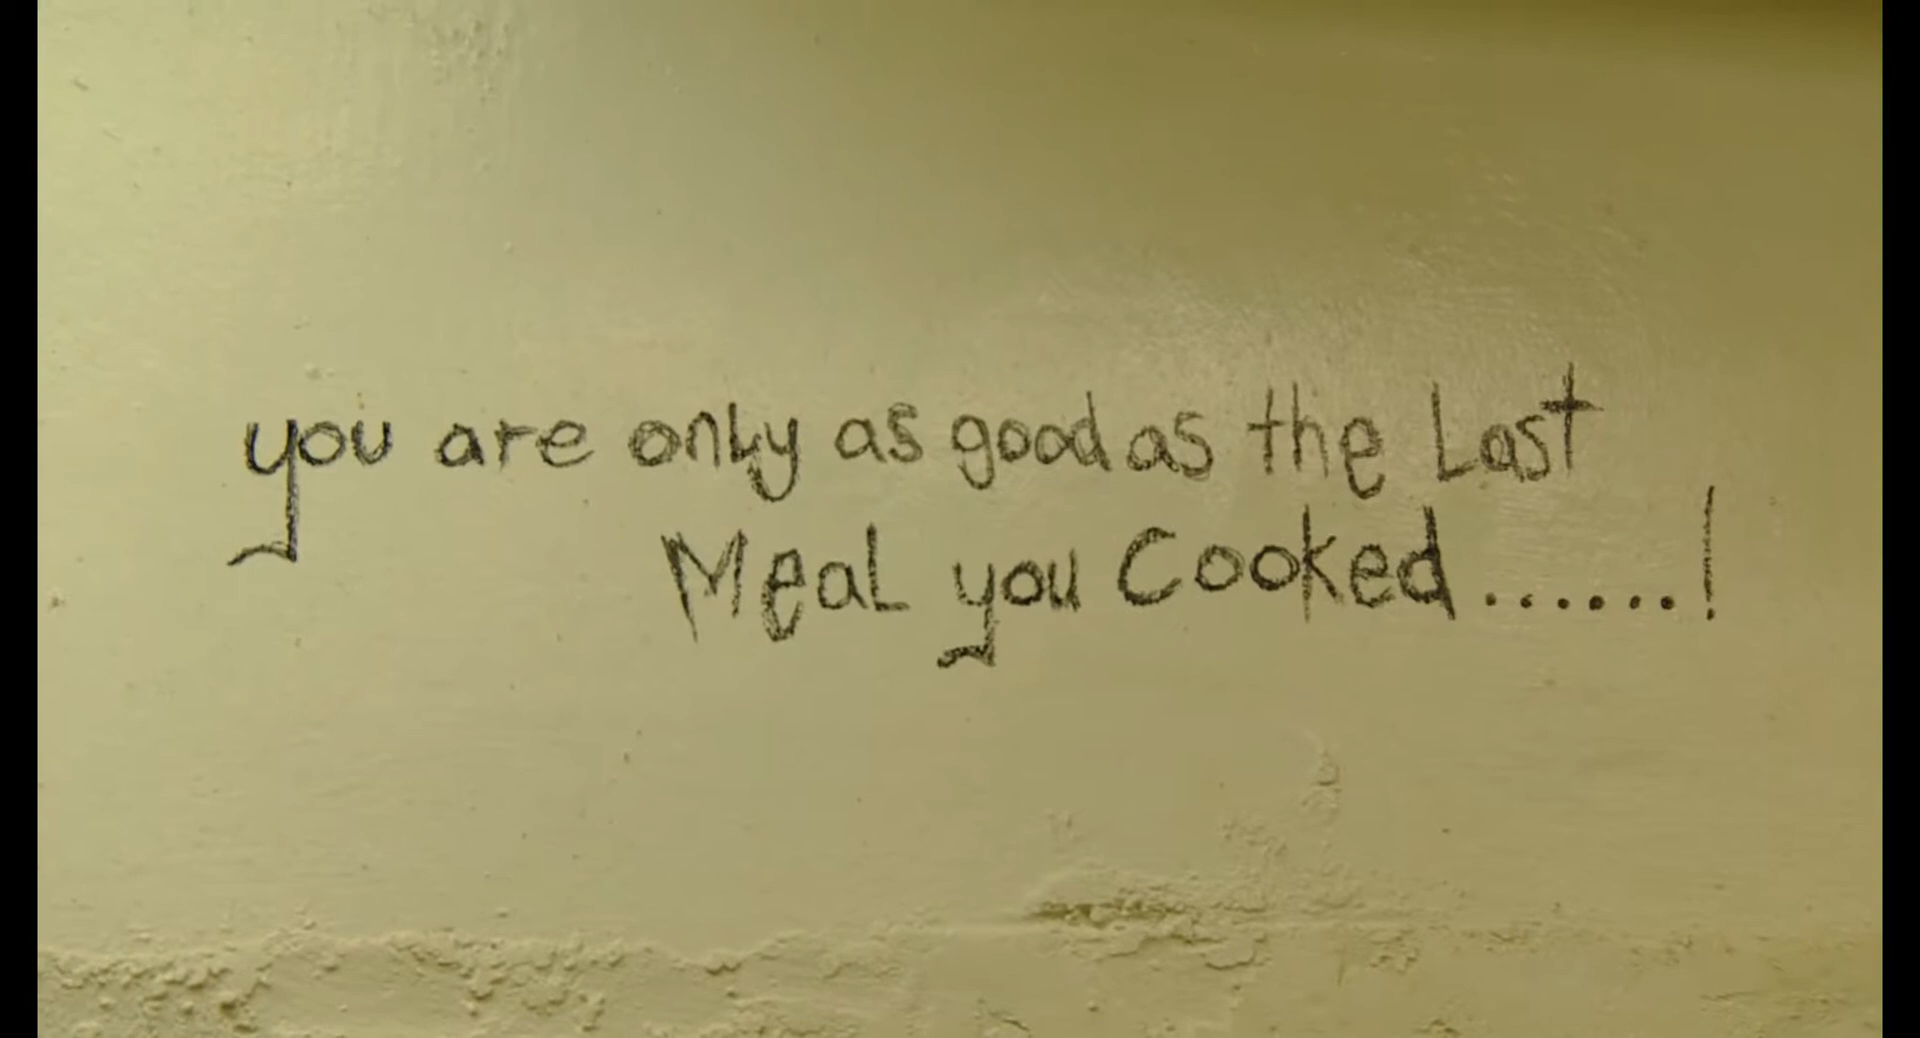 you are only as good as the Last
Meal you Cooked.......!